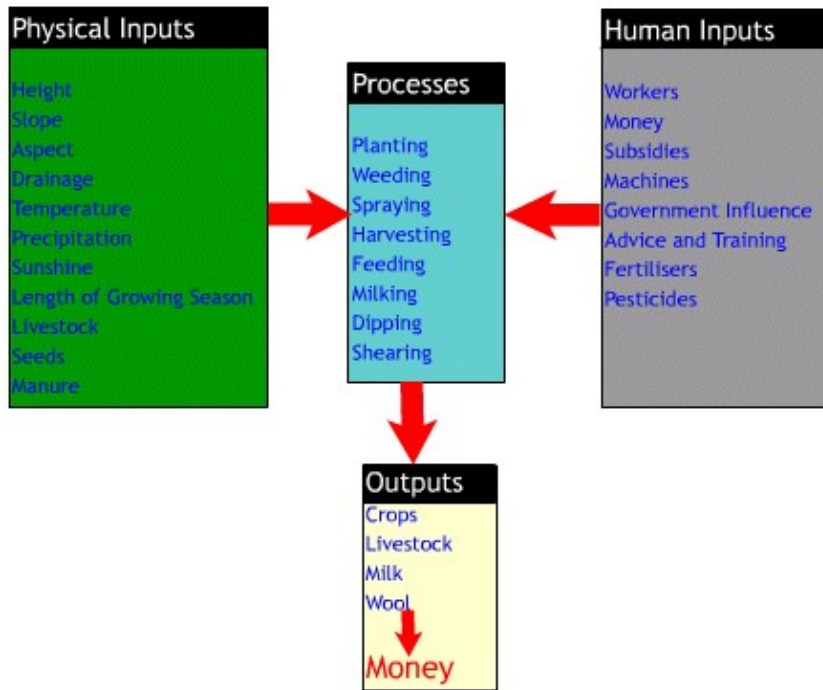 Physical Inputs
Height
Slope
Aspect
Drainage
Temperature
Precipitation
Sunshine
Length of Growing Season
Livestock
Seeds
Manure
Processes
Planting
Weeding
Spraying
Harvesting
Feeding
Milking
Dipping
Shearing
Human Inputs
Workers
Money
Subsidies
Machines
Government Influence
Advice and Training
Fertilisers
Pesticides
Outputs
Crops
Livestock
Milk
Wool
Money